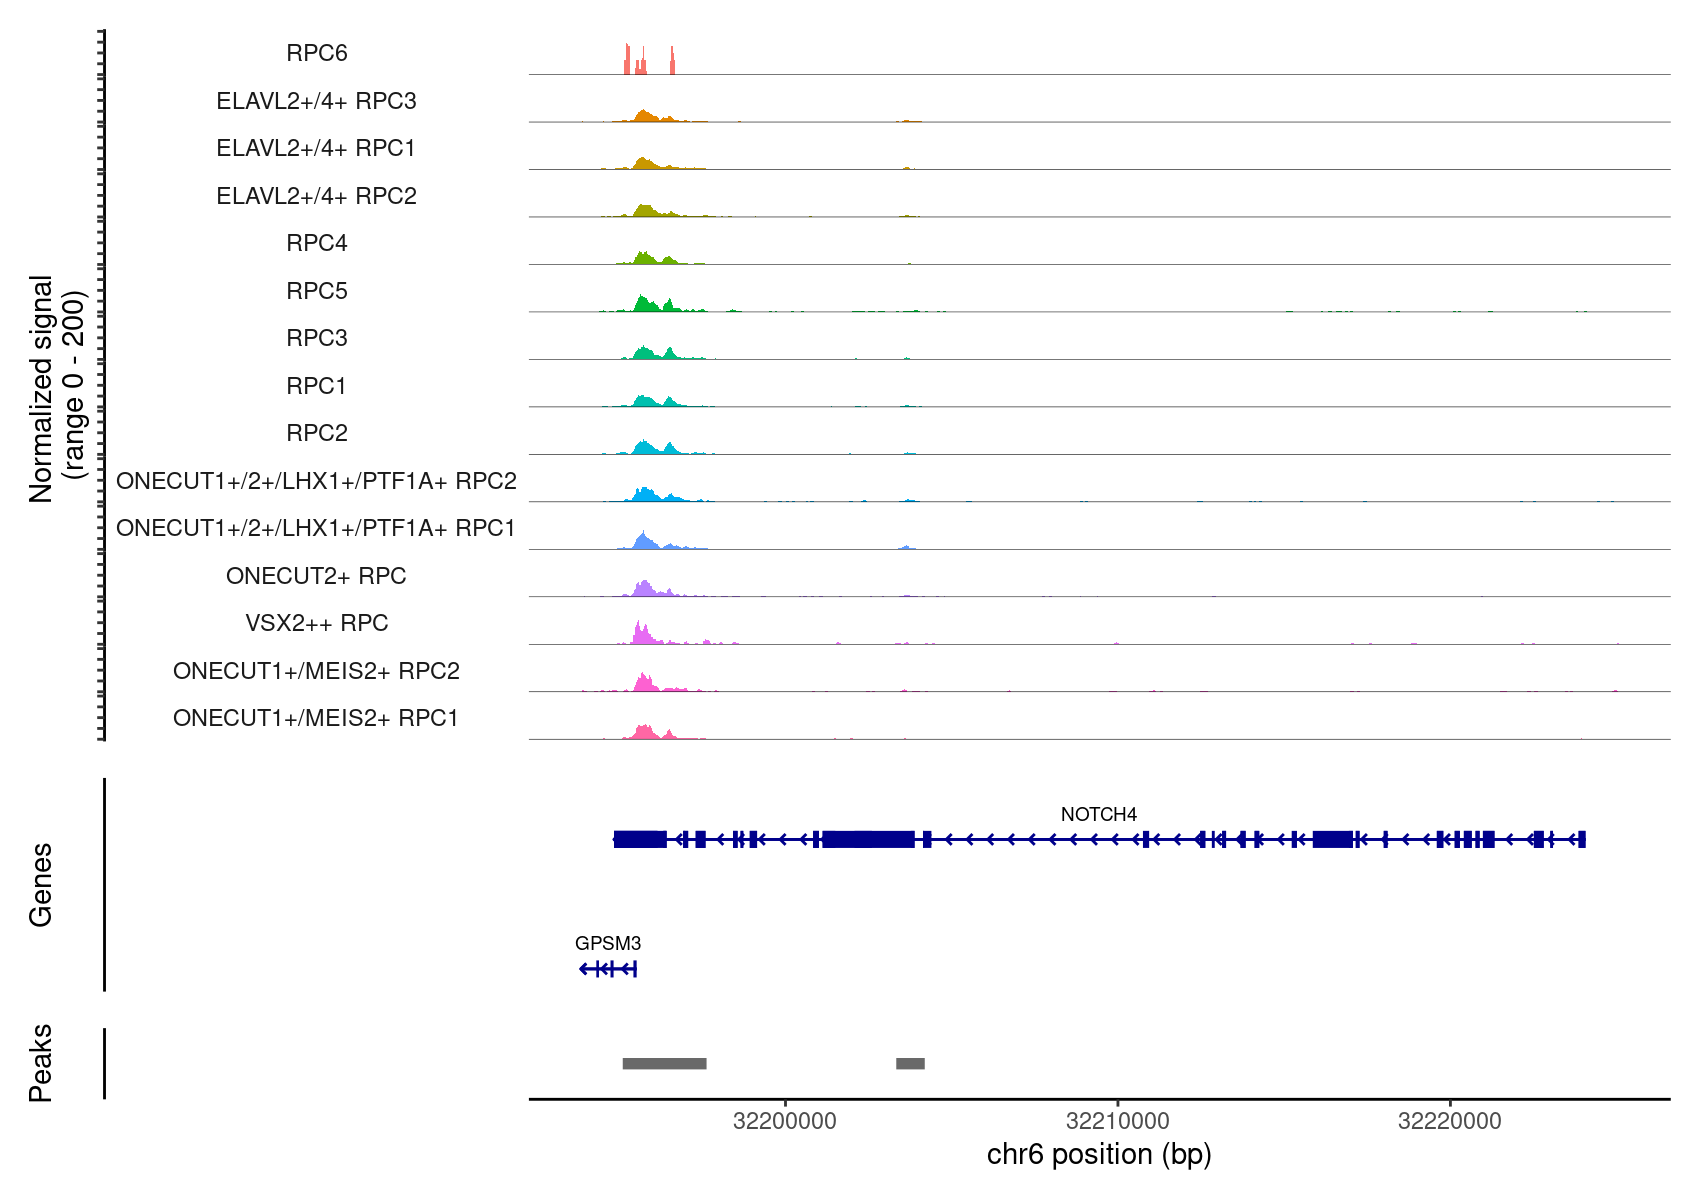 Normalized signal
(range 0 - 200)
RPC6
ELAVL2+/4+ RPC3
ELAVL2+/4+ RPC1
ELAVL2+/4+ RPC2
RPC4
RPC5
RPC3
RPC1
RPC2
ONECUT1+/2+/LHX1+/PTF1A+ RPC2
ONECUT1+/2+/LHX1+/PTF1A+ RPC1
ONECUT2+ RPC
VSX2++ RPC
ONECUT1+/MEIS2+ RPC2
ONECUT1+/MEIS2+ RPC1
Genes
NOTCH4
GPSM3
Peaks
32200000
32210000
32220000
chr6 position (bp)